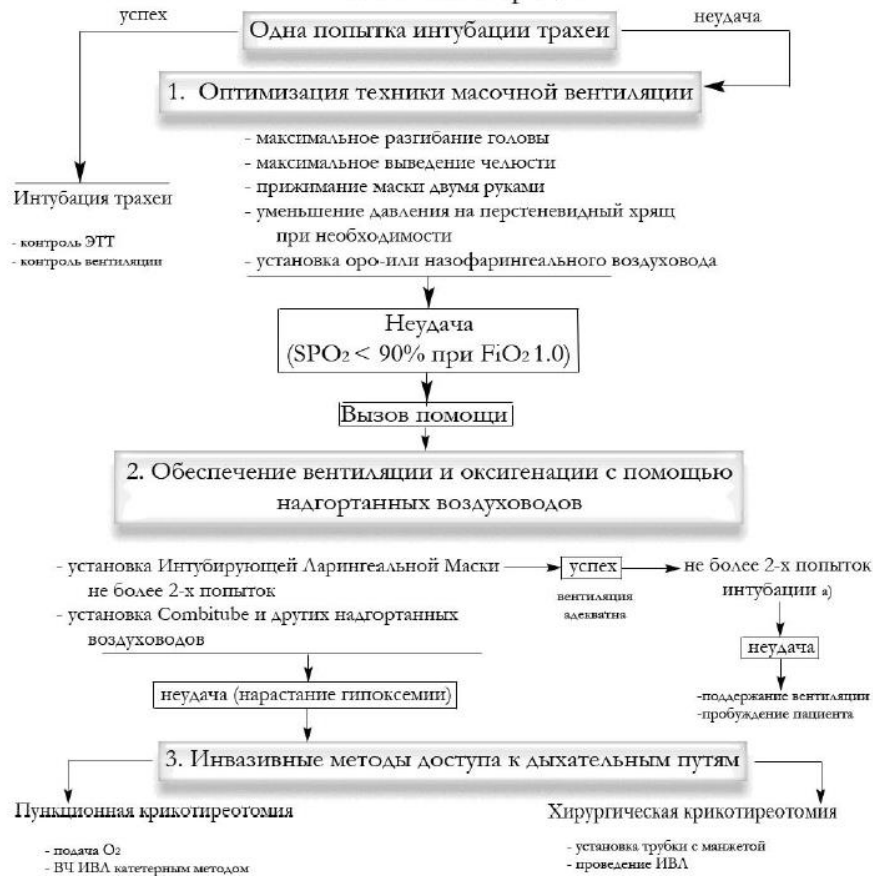 успех
неудача
Одна попытка интубации трахеи
1. Оптимизация техники масочной вентиляции
- максимальное разгибание головы
- максимальное выведение челюсти
- прижимание маски двумя руками
- уменьшение давления на перстеневидный хрящ
при необходимости
- установка оро-или назофарингеального воздуховода
Интубация трахеи
- контроль ЭТТ
- контроль вентиляции
Неудача
(SPO₂ < 90% при FiO₂ 1.0)
Вызов помощи
2. Обеспечение вентиляции и оксигенации с помощью
надгортанных воздуховодов
- установка Интубирующей Ларингеальной Маски
не более 2-х попыток
- установка Combitube и других надгортанных
воздуховодов
успех
вентиляция
адекватна
не более 2-х попыток
интубации а)
неудача
-поддержание вентиляции
-пробуждение пациента
неудача (нарастание гипоксемии)
3. Инвазивные методы доступа к дыхательным путям
Пункционная крикотиреотомия
- подача O₂
- ВЧ ИВЛ катетерным методом
Хирургическая крикотиреотомия
- установка трубки с манжетой
- проведение ИВЛ